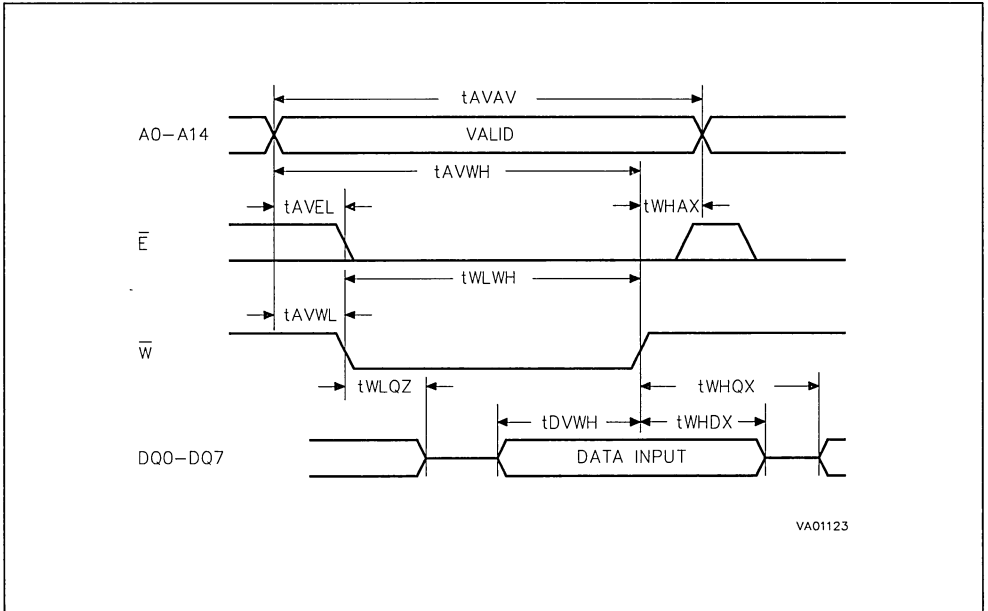 tAVAV
A0-A14
VALID
tAVWH
tAVEL
tWHAX
E̅
tWLWH
tAVWL
W̅
tWLQZ
tWHQX
tDVWH
tWHDX
DQ0-DQ7
DATA INPUT
VA01123